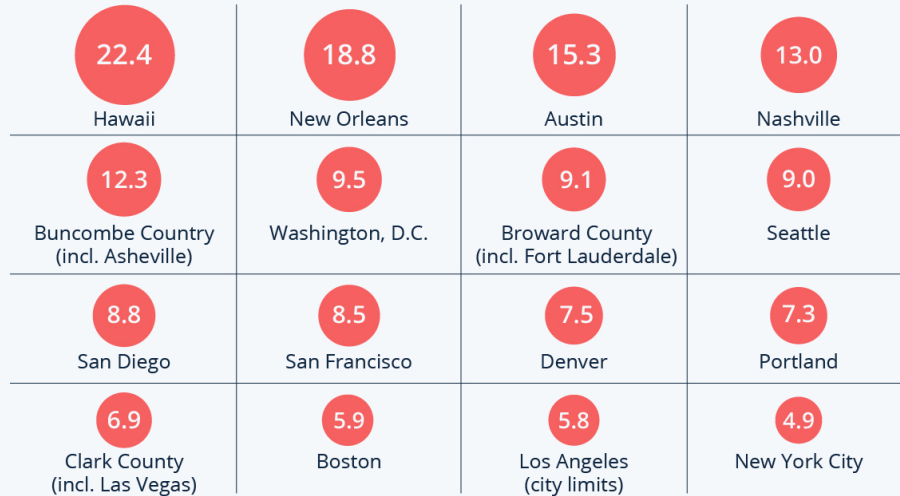 22.4
Hawaii
18.8
New Orleans
15.3
Austin
13.0
Nashville
12.3
Buncombe Country
(incl. Asheville)
9.5
Washington, D.C.
9.1
Broward County
(incl. Fort Lauderdale)
9.0
Seattle
8.8
San Diego
8.5
San Francisco
7.5
Denver
7.3
Portland
6.9
Clark County
(incl. Las Vegas)
5.9
Boston
5.8
Los Angeles
(city limits)
4.9
New York City